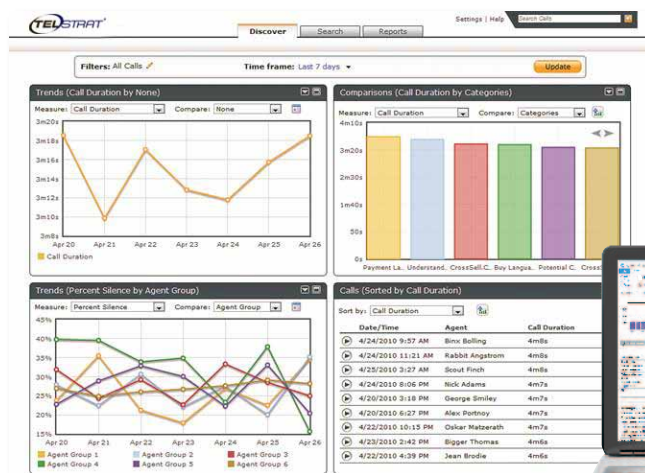 TELSTRAT®
Settings | Help
Search Calls
Discover
Search
Reports
Filters: All Calls
Time frame: Last 7 days
Update
Trends (Call Duration by None)
Measure: Call Duration Compare: None
3m20s
3m18s
3m16s
3m14s
3m12s
3m10s
3m8s
Apr 20 Apr 21 Apr 22 Apr 23 Apr 24 Apr 25 Apr 26
Call Duration
Comparisons (Call Duration by Categories)
Measure: Call Duration Compare: Categories
4m10s
3m20s
2m30s
1m40s
50s
0s
Payment La.. Understand.. CrossSell.C.. Buy Langua.. Potential C..
Trends (Percent Silence by Agent Group)
Measure: Percent Silence Compare: Agent Group
45%
40%
35%
30%
25%
20%
15%
Apr 20 Apr 21 Apr 22 Apr 23 Apr 24 Apr 25 Apr 26
Agent Group 1 Agent Group 2 Agent Group 3
Agent Group 4 Agent Group 5 Agent Group 6
Calls (Sorted by Call Duration)
Sort by: Call Duration
Date/Time Agent Call Duration
4/24/2010 9:57 AM Binx Bolling 4m8s
4/24/2010 11:21 AM Rabbit Angstrom 4m8s
4/25/2010 3:27 AM Scout Finch 4m8s
4/24/2010 8:06 PM Nick Adams 4m7s
4/20/2010 3:18 PM George Smiley 4m7s
4/20/2010 6:27 PM Alex Portnoy 4m7s
4/22/2010 10:15 PM Oskar Matzerath 4m7s
4/23/2010 2:42 PM Bigger Thomas 4m6s
4/22/2010 4:39 PM Jean Brodie 4m6s